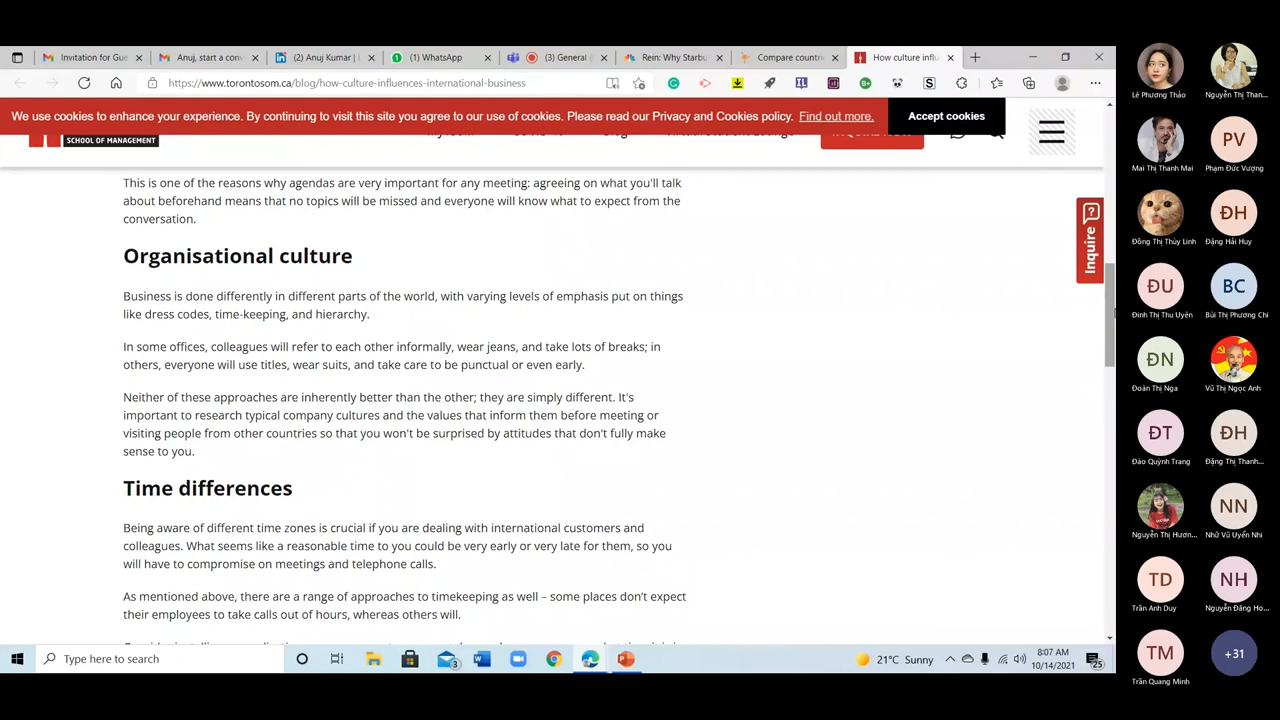 Invitation for Gue
Anuj, start a con
(2) Anuj Kumar |
(1) WhatsApp
(3) General (
Rein: Why Starbu
Compare countri
How culture influ
https://www.torontosom.ca/blog/how-culture-influences-international-business
We use cookies to enhance your experience. By continuing to visit this site you agree to our use of cookies. Please read our Privacy and Cookies policy. Find out more.
Accept cookies
SCHOOL OF MANAGEMENT
This is one of the reasons why agendas are very important for any meeting: agreeing on what you'll talk
about beforehand means that no topics will be missed and everyone will know what to expect from the
conversation.
Inquire
Organisational culture
Business is done differently in different parts of the world, with varying levels of emphasis put on things
like dress codes, time-keeping, and hierarchy.
In some offices, colleagues will refer to each other informally, wear jeans, and take lots of breaks; in
others, everyone will use titles, wear suits, and take care to be punctual or even early.
Neither of these approaches are inherently better than the other; they are simply different. It's
important to research typical company cultures and the values that inform them before meeting or
visiting people from other countries so that you won't be surprised by attitudes that don't fully make
sense to you.
Time differences
Being aware of different time zones is crucial if you are dealing with international customers and
colleagues. What seems like a reasonable time to you could be very early or very late for them, so you
will have to compromise on meetings and telephone calls.
As mentioned above, there are a range of approaches to timekeeping as well – some places don't expect
their employees to take calls out of hours, whereas others will.
Type here to search
3
21°C Sunny
8:07 AM
10/14/2021
25
Lê Phương Thảo
Nguyễn Thị Than...
Mai Thị Thanh Mai
PV
Phạm Đức Vượng
Đồng Thị Thùy Linh
ĐH
Đặng Hải Huy
ĐU
Đinh Thị Thu Uyên
BC
Bùi Thị Phương Chi
ĐN
Đoàn Thị Nga
Vũ Thị Ngọc Anh
ĐT
Đào Quỳnh Trang
ĐH
Đặng Thị Thanh...
Nguyễn Thị Hươn...
NN
Nhữ Vũ Uyển Nhi
TD
Trần Anh Duy
NH
Nguyễn Đăng Ho...
TM
Trần Quang Minh
+31